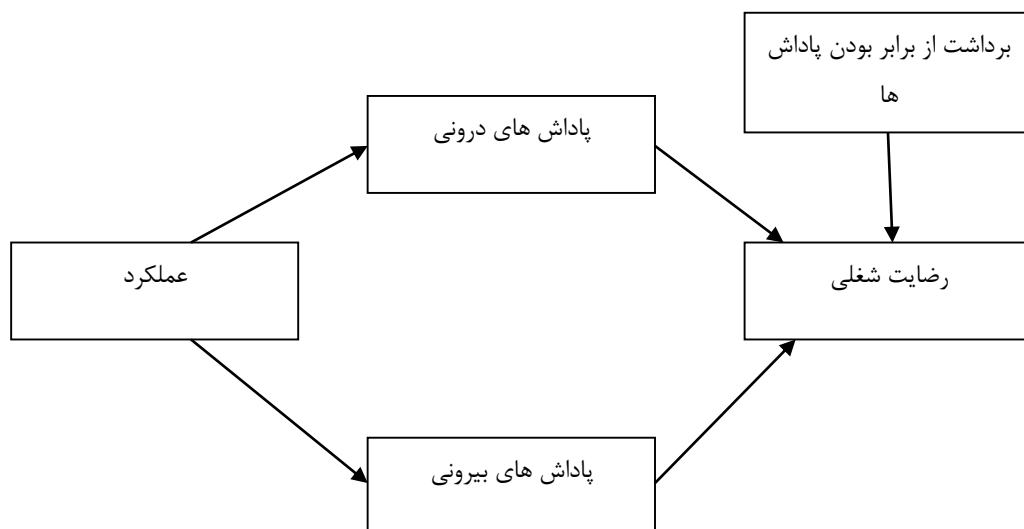 برداشت از برابر بودن پاداش
ها
پاداش های درونی
عملکرد
رضایت شغلی
پاداش های بیرونی